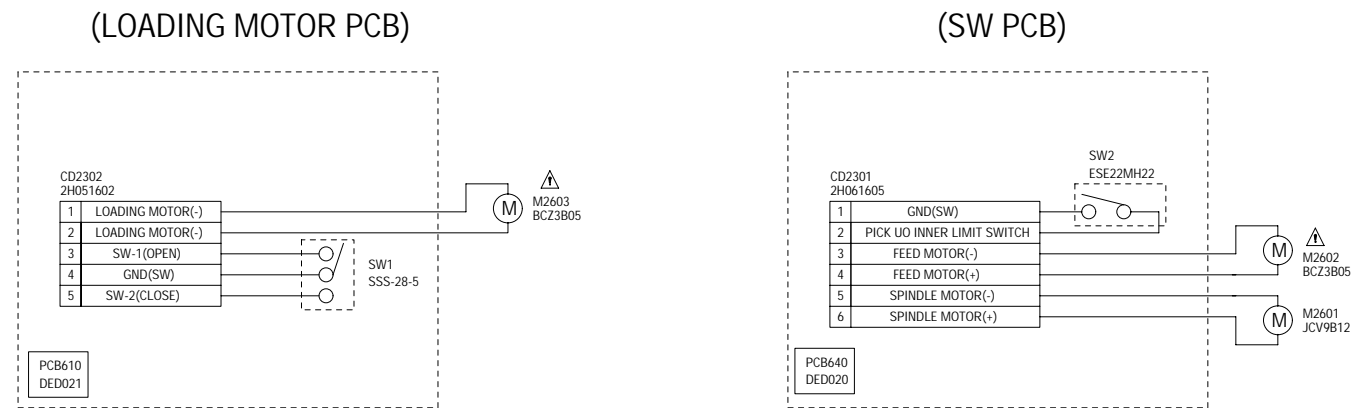 (LOADING MOTOR PCB)
CD2302
2H051602
1 LOADING MOTOR(-)
2 LOADING MOTOR(-)
3 SW-1(OPEN)
4 GND(SW)
5 SW-2(CLOSE)
SW1
SSS-28-5
M
M2603
BCZ3B05
PCB610
DED021
(SW PCB)
CD2301
2H061605
1 GND(SW)
2 PICK UO INNER LIMIT SWITCH
3 FEED MOTOR(-)
4 FEED MOTOR(+)
5 SPINDLE MOTOR(-)
6 SPINDLE MOTOR(+)
SW2
ESE22MH22
M
M2602
BCZ3B05
M
M2601
JCV9B12
PCB640
DED020